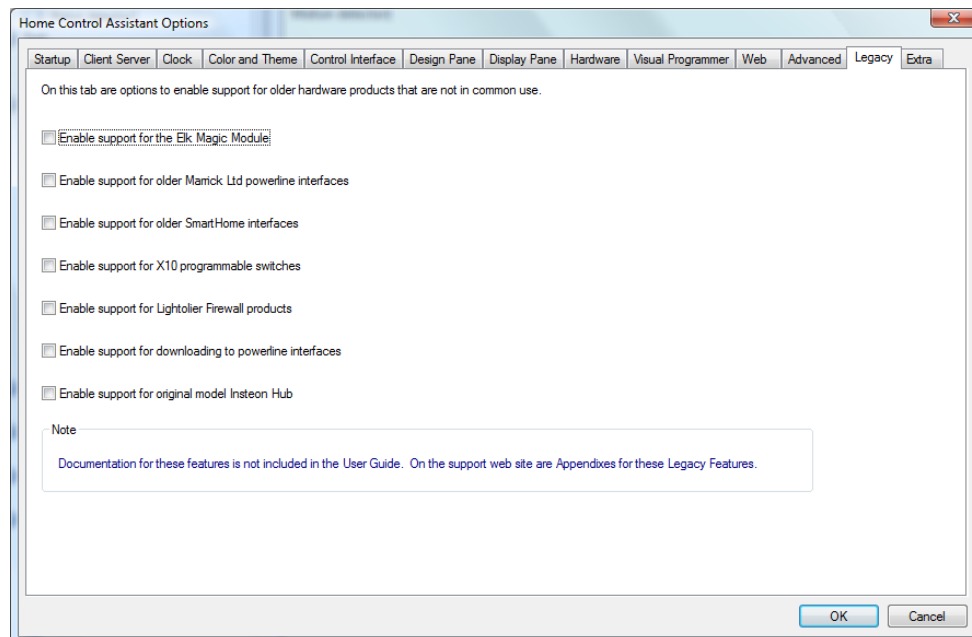 Home Control Assistant Options
Startup Client Server Clock Color and Theme Control Interface Design Pane Display Pane Hardware Visual Programmer Web Advanced Legacy Extra
On this tab are options to enable support for older hardware products that are not in common use.
Enable support for the Elk Magic Module
Enable support for older Marrick Ltd powerline interfaces
Enable support for older SmartHome interfaces
Enable support for X10 programmable switches
Enable support for Lightolier Firewall products
Enable support for downloading to powerline interfaces
Enable support for original model Insteon Hub
Note
Documentation for these features is not included in the User Guide. On the support web site are Appendixes for these Legacy Features.
OK Cancel